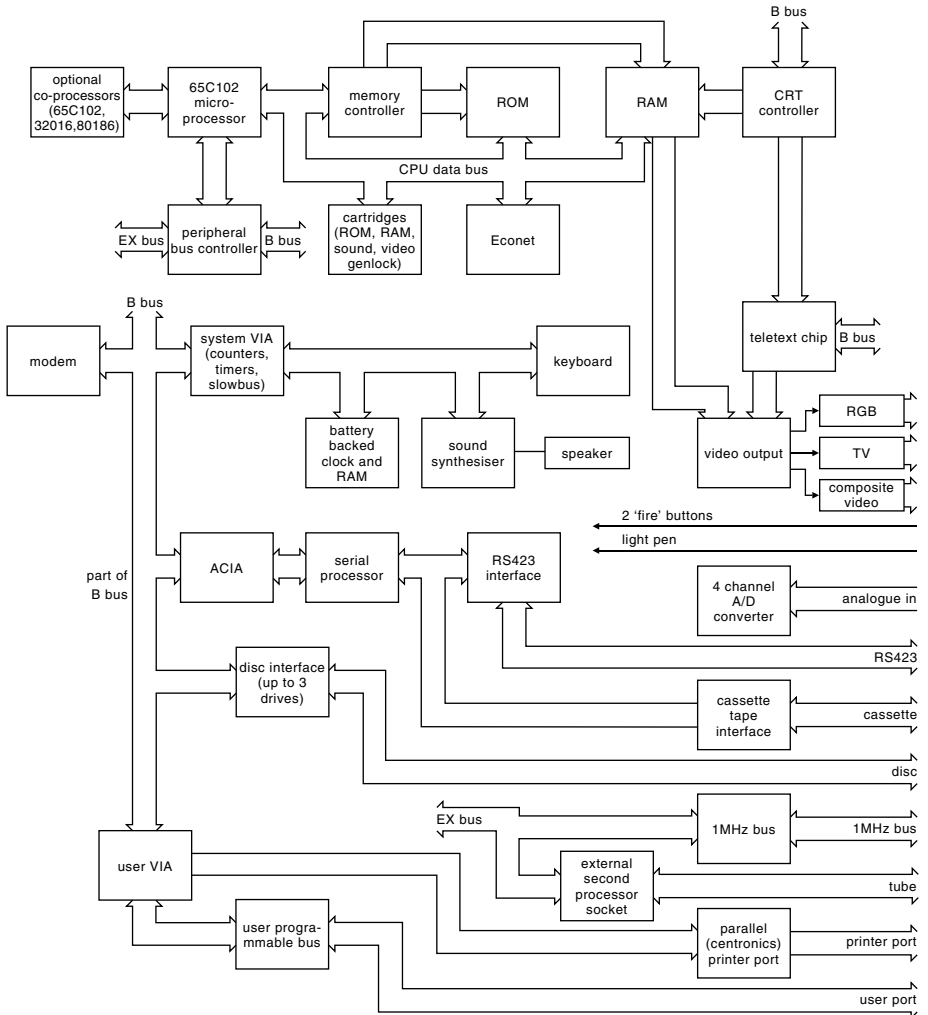 B bus
optional
co-processors
(65C102,
32016,80186)
65C102
micro-
processor
memory
controller
ROM
RAM
CRT
controller
CPU data bus
EX bus
peripheral
bus controller
B bus
cartridges
(ROM, RAM,
sound, video
genlock)
Econet
B bus
modem
system VIA
(counters,
timers,
slowbus)
keyboard
teletext chip
B bus
battery
backed
clock and
RAM
sound
synthesiser
speaker
video output
RGB
TV
composite
video
2 ‘fire’ buttons
light pen
part of
B bus
ACIA
serial
processor
RS423
interface
4 channel
A/D
converter
analogue in
RS423
disc interface
(up to 3
drives)
cassette
tape
interface
cassette
disc
EX bus
1MHz bus
1MHz bus
user VIA
external
second
processor
socket
tube
user progra-
mmable bus
parallel
(centronics)
printer port
printer port
user port